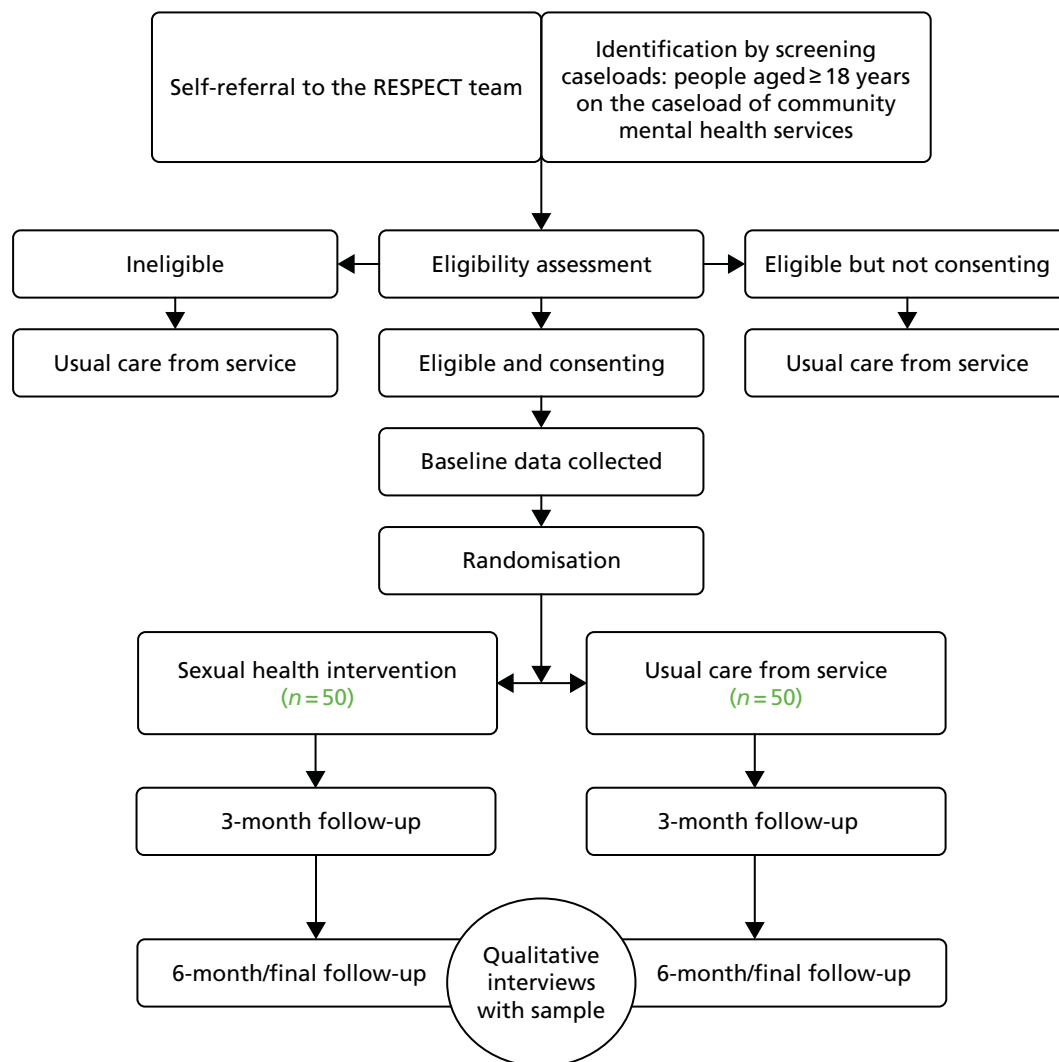 Self-referral to the RESPECT team
Identification by screening
caseloads: people aged ≥ 18 years
on the caseload of community
mental health services
Ineligible
Eligibility assessment
Eligible but not consenting
Usual care from service
Eligible and consenting
Usual care from service
Baseline data collected
Randomisation
Sexual health intervention
(n = 50)
Usual care from service
(n = 50)
3-month follow-up
3-month follow-up
6-month/final follow-up
Qualitative
interviews
with sample
6-month/final follow-up